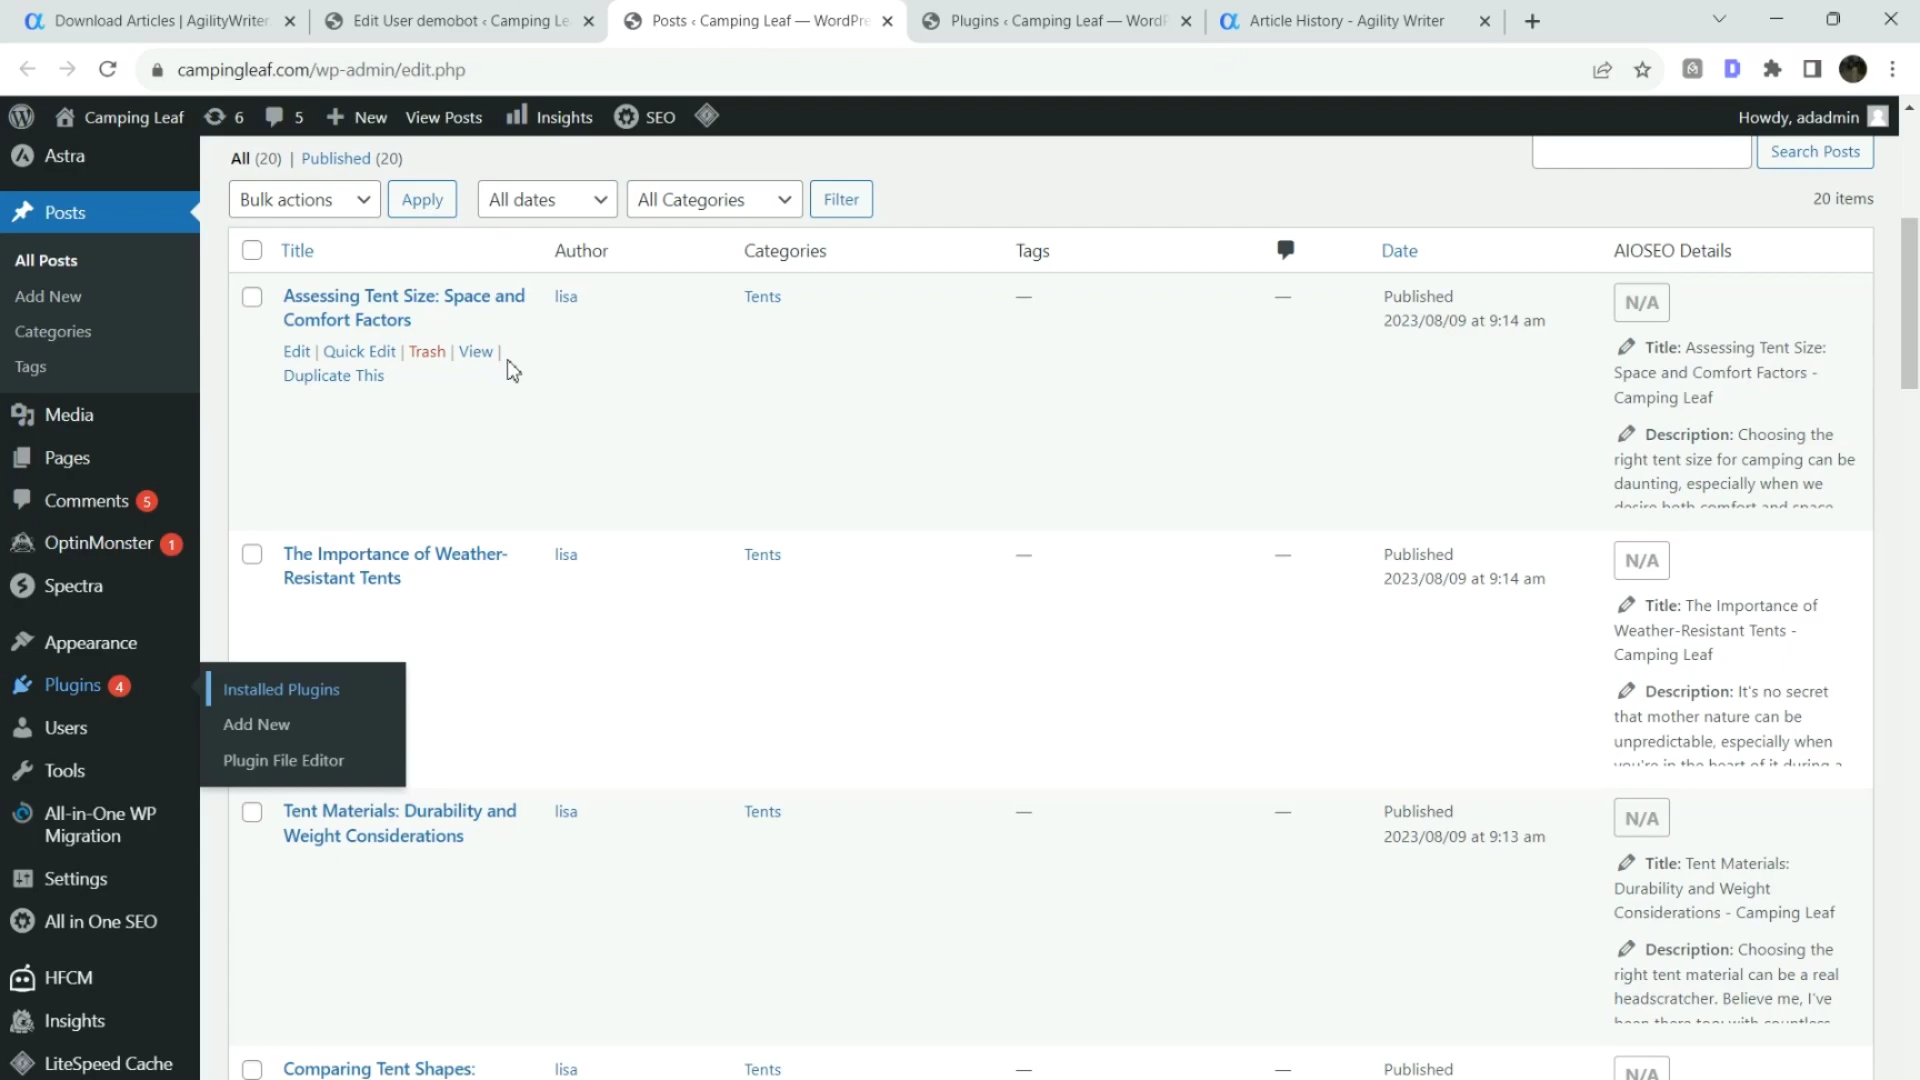 Download Articles | AgilityWriter
Edit User demobot ‹ Camping Le
Posts ‹ Camping Leaf — WordPre
Plugins ‹ Camping Leaf — WordP
Article History - Agility Writer
campingleaf.com/wp-admin/edit.php
Camping Leaf 6 5 New View Posts Insights SEO Howdy, adadmin
Astra
Posts
All Posts
Add New
Categories
Tags
Media
Pages
Comments 5
OptinMonster 1
Spectra
Appearance
Plugins 4
Users
Tools
All-in-One WP
Migration
Settings
All in One SEO
HFCM
Insights
LiteSpeed Cache
Installed Plugins
Add New
Plugin File Editor
All (20) | Published (20)
Search Posts
Bulk actions Apply All dates All Categories Filter 20 items
Title Author Categories Tags Date AIOSEO Details
Assessing Tent Size: Space and
Comfort Factors
Edit | Quick Edit | Trash | View |
Duplicate This
lisa
Tents
—
—
Published
2023/08/09 at 9:14 am
N/A
Title: Assessing Tent Size:
Space and Comfort Factors -
Camping Leaf
Description: Choosing the
right tent size for camping can be
daunting, especially when we
desire both comfort and space
The Importance of Weather-
Resistant Tents
lisa
Tents
—
—
Published
2023/08/09 at 9:14 am
N/A
Title: The Importance of
Weather-Resistant Tents -
Camping Leaf
Description: It's no secret
that mother nature can be
unpredictable, especially when
you're in the heart of it during a
Tent Materials: Durability and
Weight Considerations
lisa
Tents
—
—
Published
2023/08/09 at 9:13 am
N/A
Title: Tent Materials:
Durability and Weight
Considerations - Camping Leaf
Description: Choosing the
right tent material can be a real
headscratcher. Believe me, I've
been there too; with countless
Comparing Tent Shapes:
lisa
Tents
—
—
Published
N/A